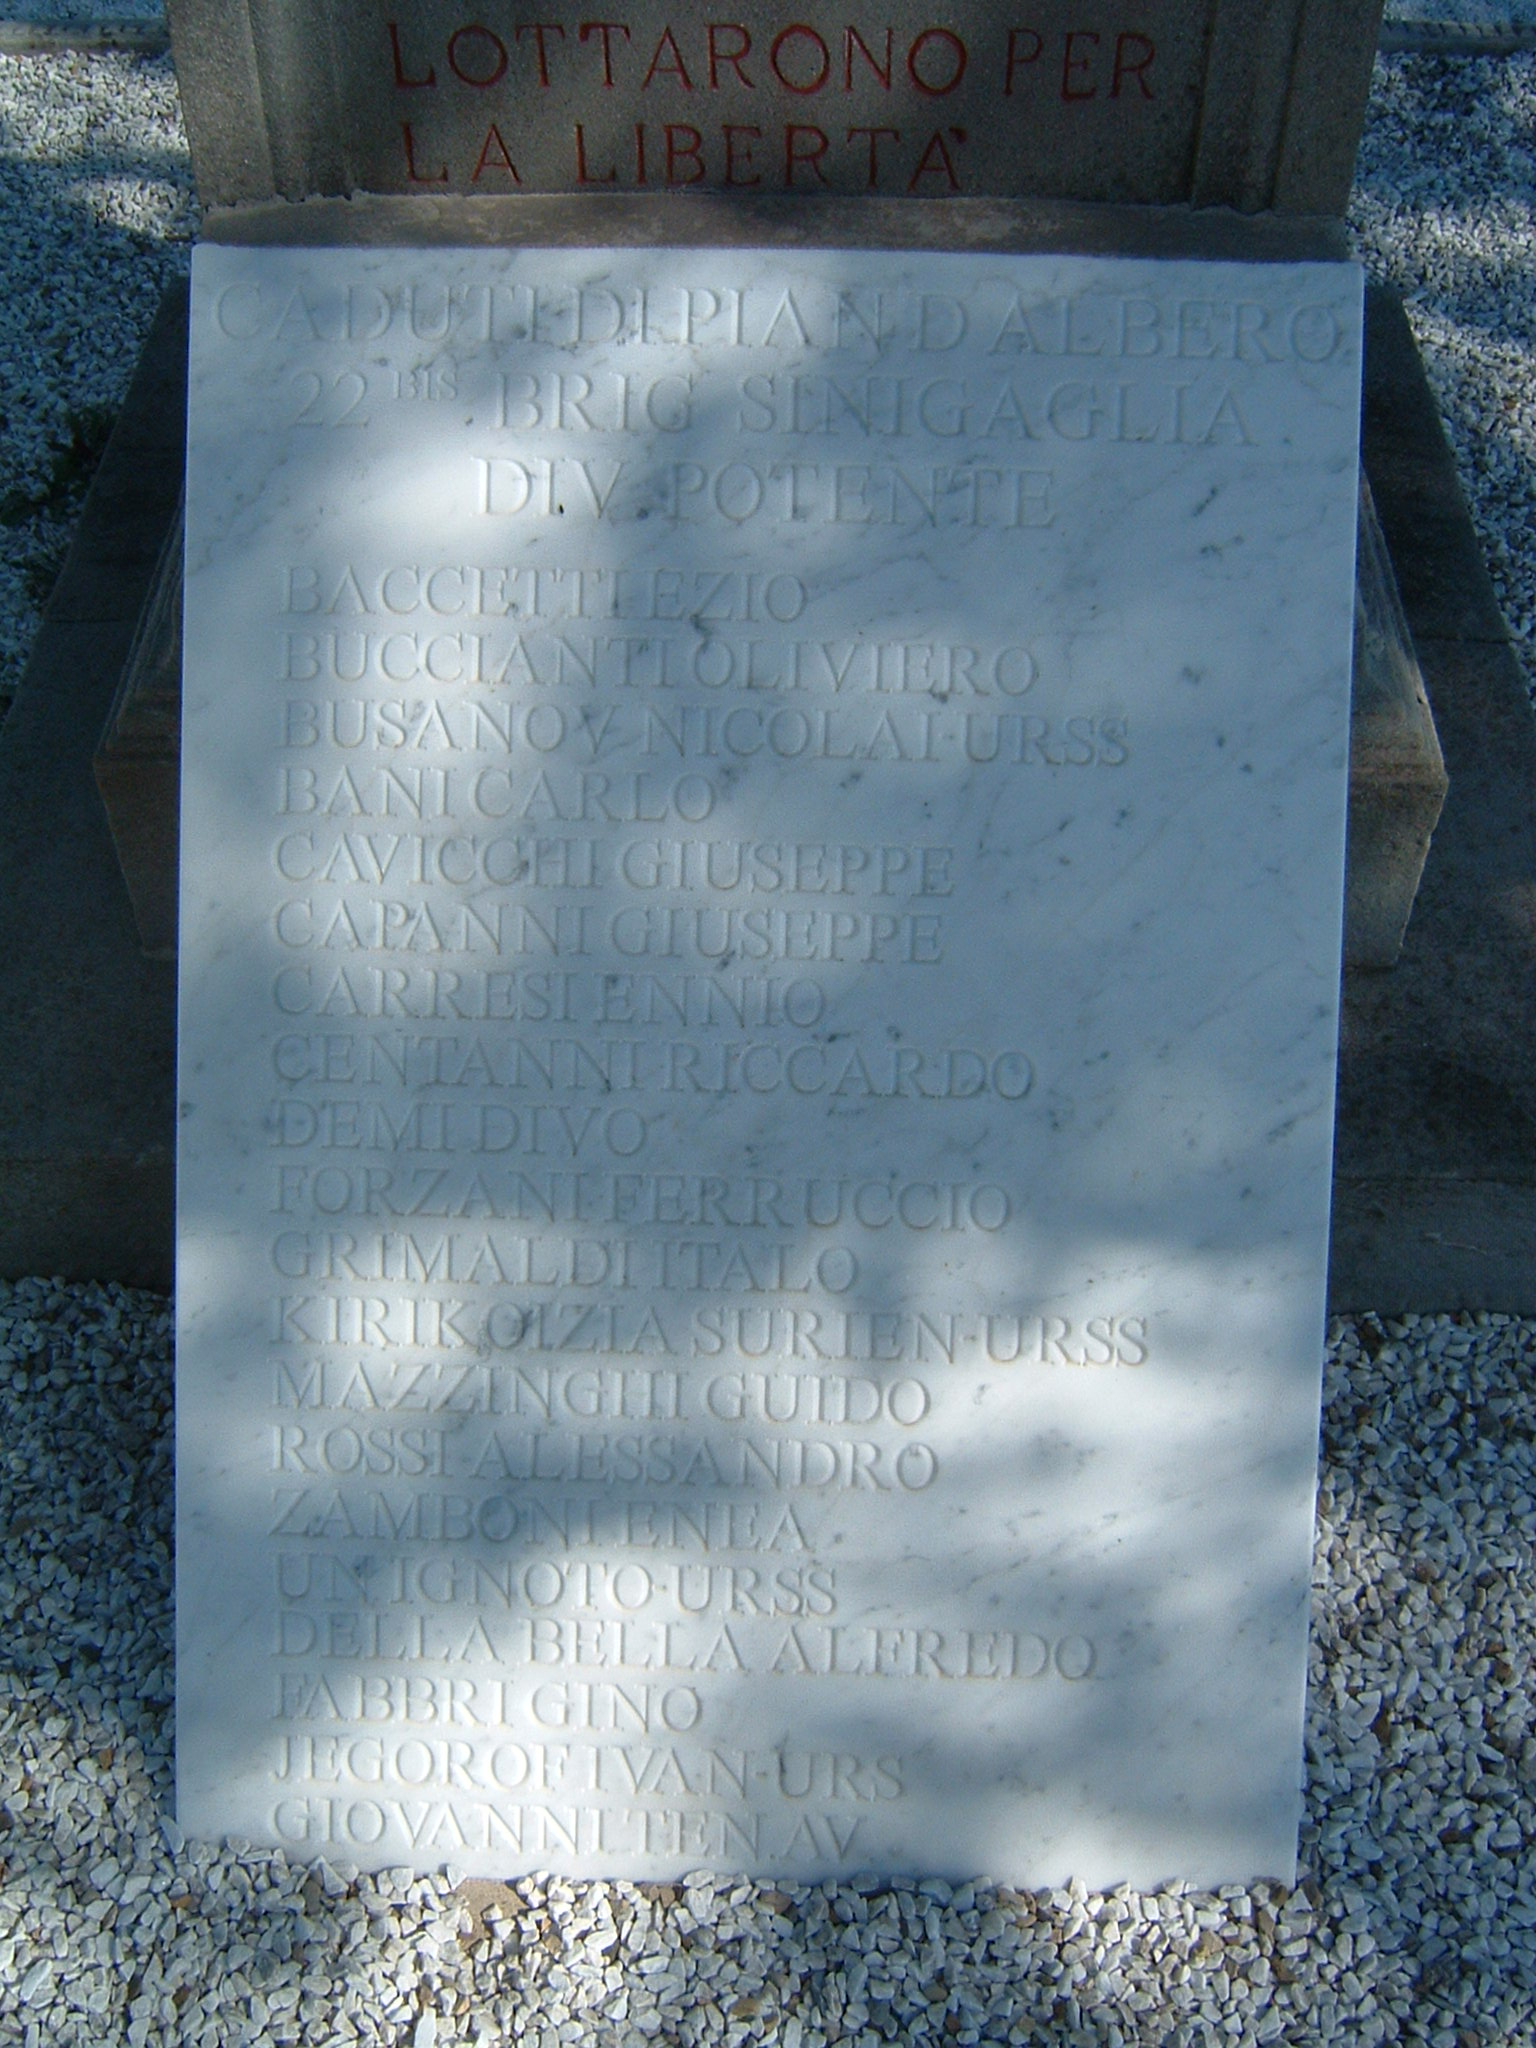 LOTTARONO PER
LA LIBERTA'
CADUTI DI PIAN D ALBERO
22 BIS BRIG SINIGAGLIA
DIV POTENTE
BACCETTI EZIO
BUCCIANTI OLIVIERO
BUSANOV NICOLAI·URSS
BANI CARLO
CAVICCHI GIUSEPPE
CAPANNI GIUSEPPE
CARRESI ENNIO
CENTANNI RICCARDO
DEMI DIVO
FORZANI FERRUCCIO
GRIMALDI ITALO
KIRIKOIZIA SURIEN·URSS
MAZZINGHI GUIDO
ROSSI ALESSANDRO
ZAMBONI ENEA
UN IGNOTO·URSS
DELLA BELLA ALFREDO
FABBRI GINO
JEGOROF IVAN·URS
GIOVANNI TEN. AV